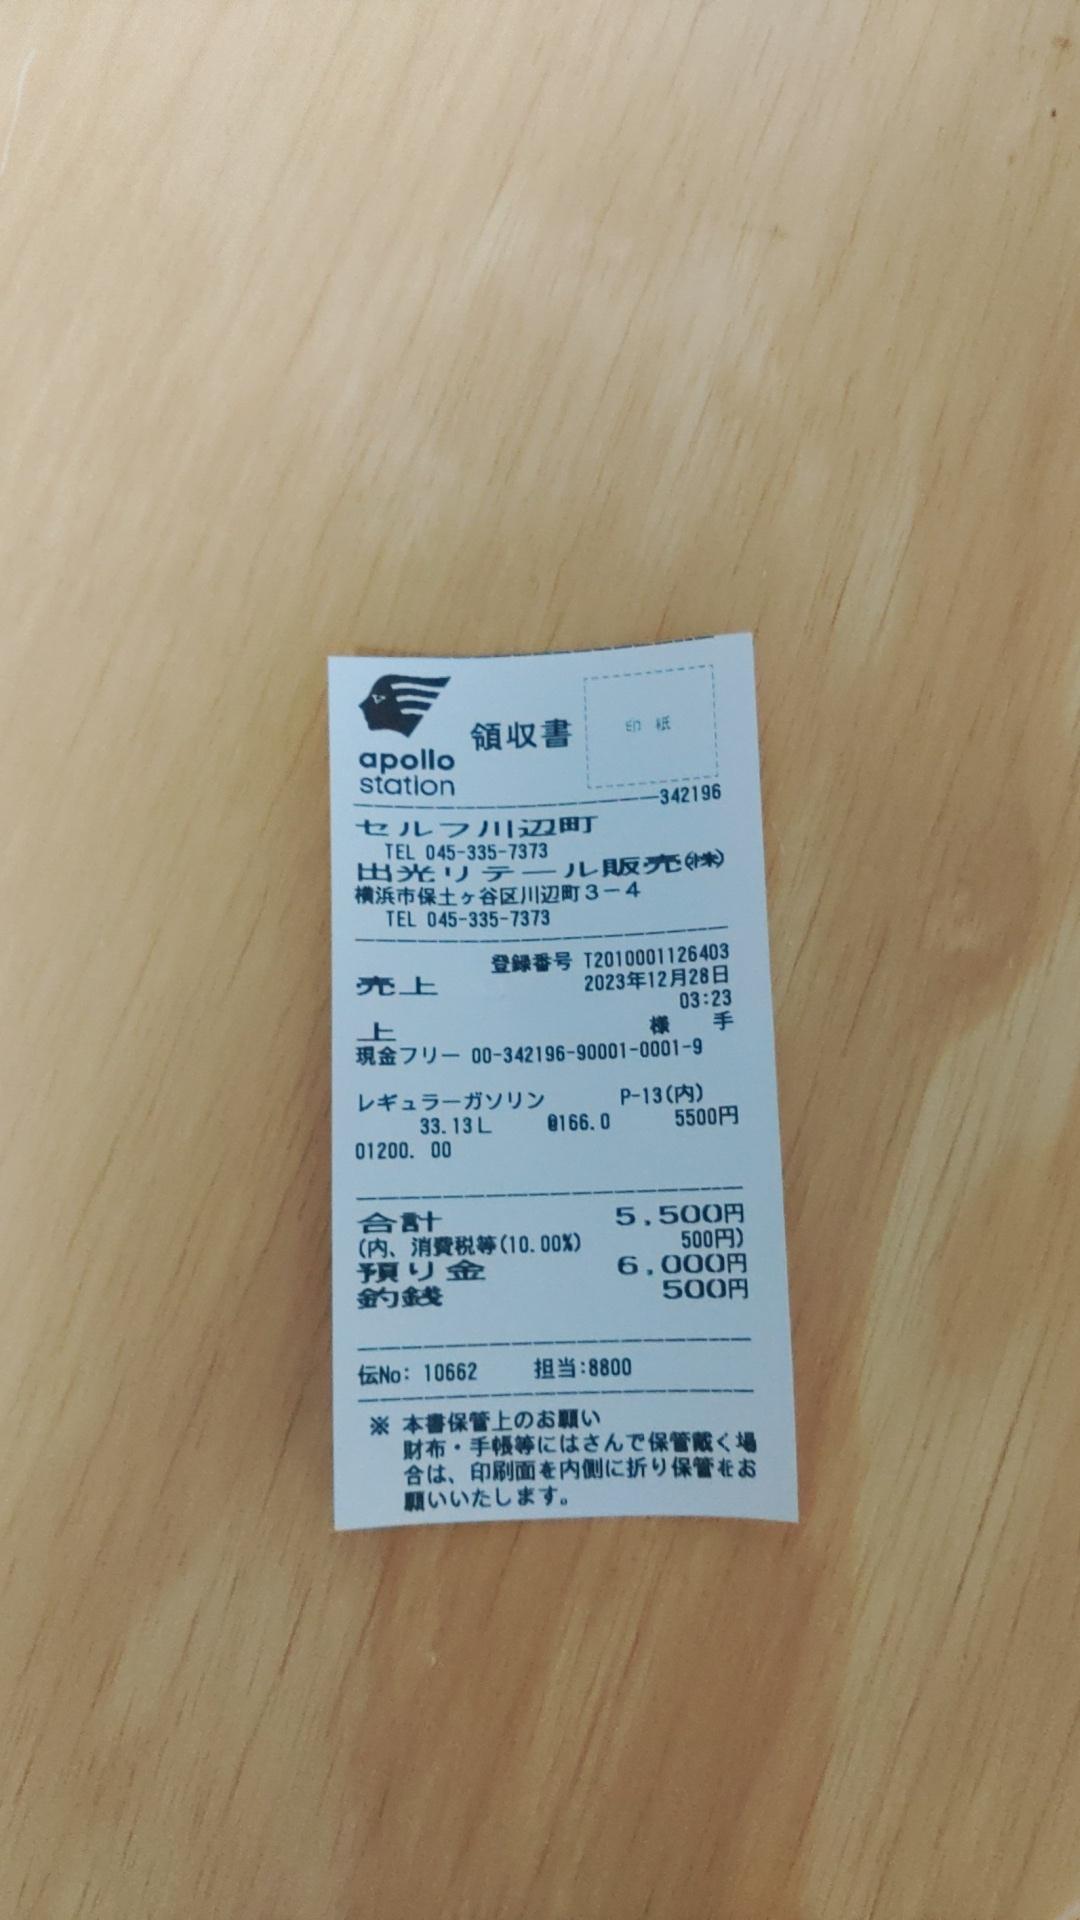 apollo
station
領収書
印 紙
342196
セルフ川辺町
TEL 045-335-7373
出光リテール販売㈱
横浜市保土ヶ谷区川辺町3-4
TEL 045-335-7373
登録番号 T2010001126403
売上 2023年12月28日
03:23
上 様 手
現金フリー 00-342196-90001-0001-9
レギュラーガソリン P-13(内)
33.13L @166.0 5500円
01200. 00
合計 5,500円
(内、消費税等(10.00%) 500円)
預り金 6,000円
釣銭 500円
伝No: 10662 担当:8800
※ 本書保管上のお願い
財布・手帳等にはさんで保管戴く場
合は、印刷面を内側に折り保管をお
願いいたします。